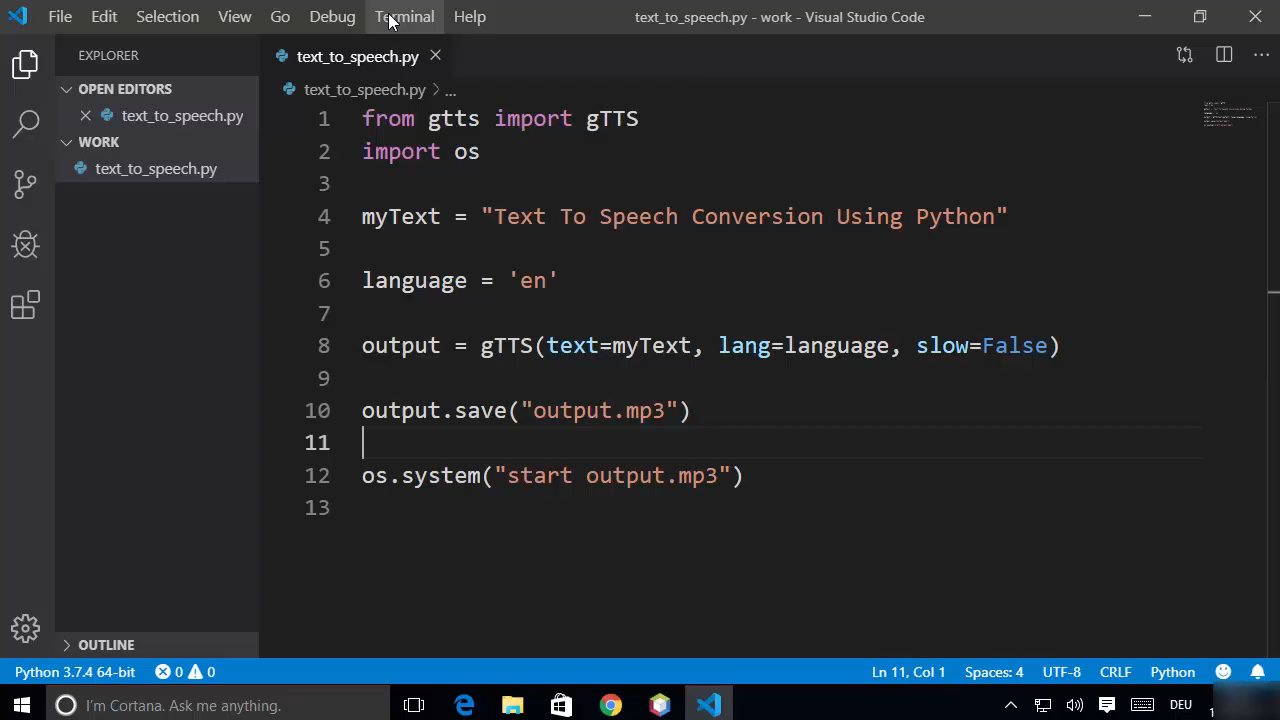 File Edit Selection View Go Debug Terminal Help text_to_speech.py - work - Visual Studio Code
EXPLORER
text_to_speech.py
OPEN EDITORS
text_to_speech.py
WORK
text_to_speech.py
OUTLINE
text_to_speech.py > ...
1 from gtts import gTTS
2 import os
3
4 myText = "Text To Speech Conversion Using Python"
5
6 language = 'en'
7
8 output = gTTS(text=myText, lang=language, slow=False)
9
10 output.save("output.mp3")
11
12 os.system("start output.mp3")
13
Python 3.7.4 64-bit 0 0 Ln 11, Col 1 Spaces: 4 UTF-8 CRLF Python
I'm Cortana. Ask me anything. DEU